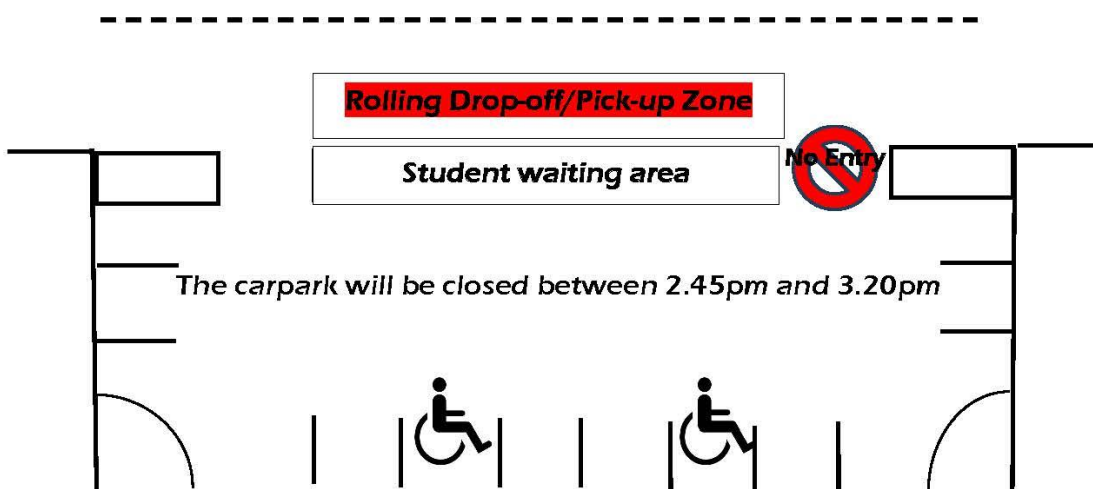 Rolling Drop-off/Pick-up Zone
No Entry
Student waiting area
The carpark will be closed between 2.45pm and 3.20pm